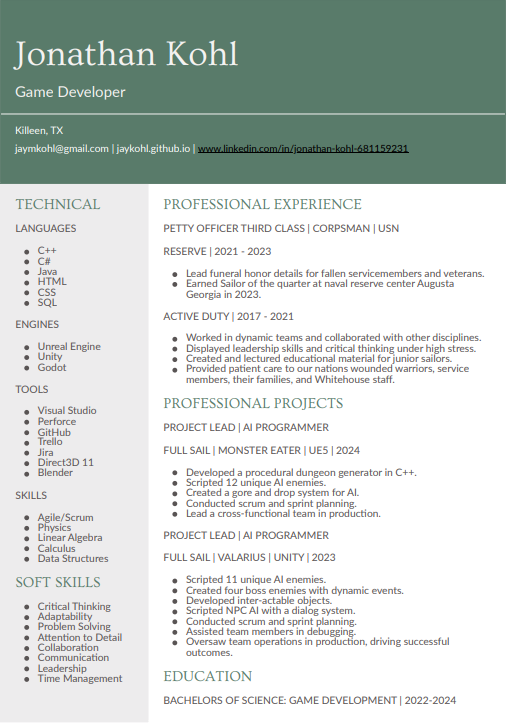 Jonathan Kohl
Game Developer
Killeen, TX
jaymkohl@gmail.com | jaykohl.github.io | www.linkedin.com/in/jonathan-kohl-681159231
TECHNICAL
LANGUAGES
● C++
● C#
● Java
● HTML
● CSS
● SQL
ENGINES
● Unreal Engine
● Unity
● Godot
TOOLS
● Visual Studio
● Perforce
● GitHub
● Trello
● Jira
● Direct3D 11
● Blender
SKILLS
● Agile/Scrum
● Physics
● Linear Algebra
● Calculus
● Data Structures
SOFT SKILLS
● Critical Thinking
● Adaptability
● Problem Solving
● Attention to Detail
● Collaboration
● Communication
● Leadership
● Time Management
PROFESSIONAL EXPERIENCE
PETTY OFFICER THIRD CLASS | CORPSMAN | USN
RESERVE | 2021 - 2023
● Lead funeral honor details for fallen servicemembers and veterans.
● Earned Sailor of the quarter at naval reserve center Augusta
Georgia in 2023.
ACTIVE DUTY | 2017 - 2021
● Worked in dynamic teams and collaborated with other disciplines.
● Displayed leadership skills and critical thinking under high stress.
● Created and lectured educational material for junior sailors.
● Provided patient care to our nations wounded warriors, service
members, their families, and Whitehouse staff.
PROFESSIONAL PROJECTS
PROJECT LEAD | AI PROGRAMMER
FULL SAIL | MONSTER EATER | UE5 | 2024
● Developed a procedural dungeon generator in C++.
● Scripted 12 unique AI enemies.
● Created a gore and drop system for AI.
● Conducted scrum and sprint planning.
● Lead a cross-functional team in production.
PROJECT LEAD | AI PROGRAMMER
FULL SAIL | VALARIUS | UNITY | 2023
● Scripted 11 unique AI enemies.
● Created four boss enemies with dynamic events.
● Developed inter-actable objects.
● Scripted NPC AI with a dialog system.
● Conducted scrum and sprint planning.
● Assisted team members in debugging.
● Oversaw team operations in production, driving successful
outcomes.
EDUCATION
BACHELORS OF SCIENCE: GAME DEVELOPMENT | 2022-2024